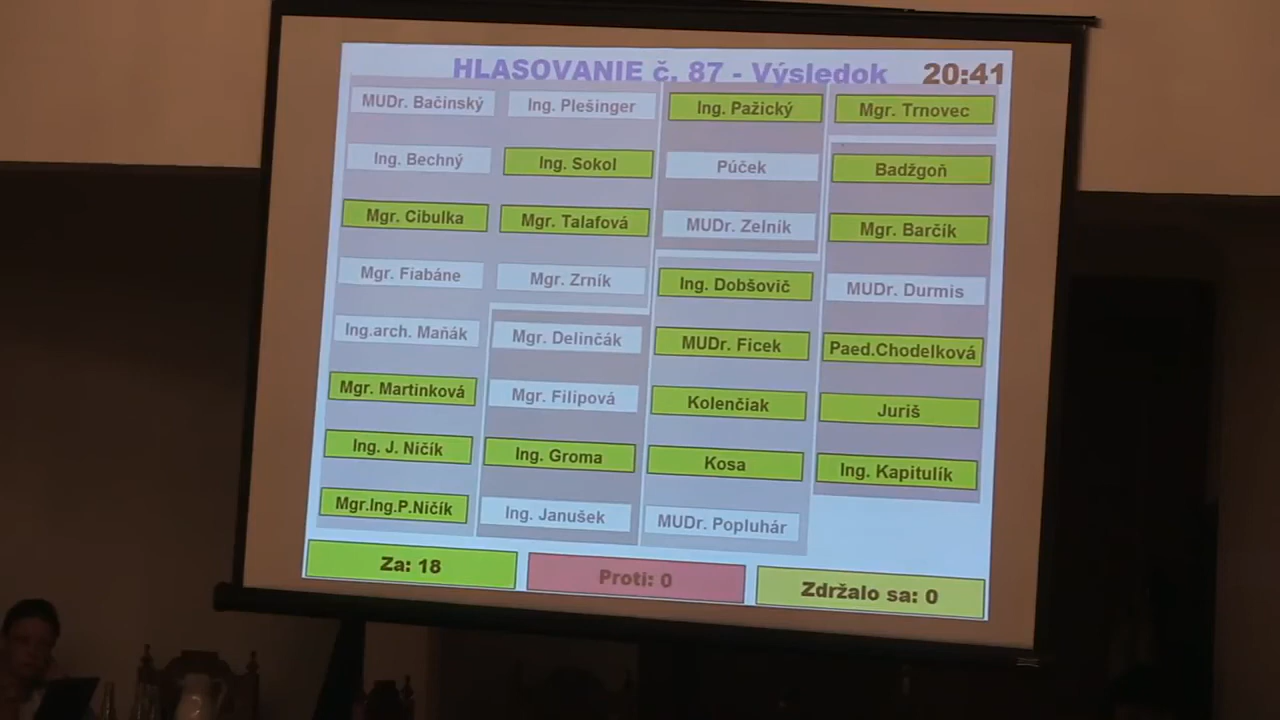 HLASOVANIE č. 87 - Výsledok 20:41
MUDr. Bačinský
Ing. Bechný
Mgr. Cibulka
Mgr. Fiabáne
Ing.arch. Maňák
Mgr. Martinková
Ing. J. Ničík
Mgr.Ing.P.Ničík
Ing. Plešinger
Ing. Sokol
Mgr. Talafová
Mgr. Zrník
Mgr. Delinčák
Mgr. Filipová
Ing. Groma
Ing. Janušek
Ing. Pažický
Púček
MUDr. Zelník
Ing. Dobšovič
MUDr. Ficek
Kolenčiak
Kosa
MUDr. Popluhár
Mgr. Trnovec
Badžgoň
Mgr. Barčík
MUDr. Durmis
Paed.Chodelková
Juriš
Ing. Kapitulík
Za: 18
Proti: 0
Zdržalo sa: 0